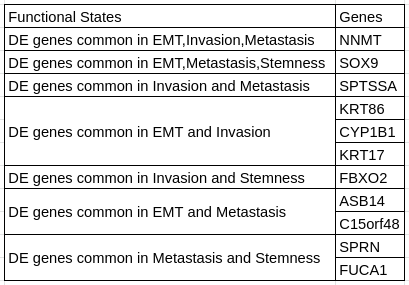 Functional States Genes
DE genes common in EMT,Invasion,Metastasis NNMT
DE genes common in EMT,Metastasis,Stemness SOX9
DE genes common in Invasion and Metastasis SPTSSA
DE genes common in EMT and Invasion KRT86
CYP1B1
KRT17
DE genes common in Invasion and Stemness FBXO2
DE genes common in EMT and Metastasis ASB14
C15orf48
DE genes common in Metastasis and Stemness SPRN
FUCA1